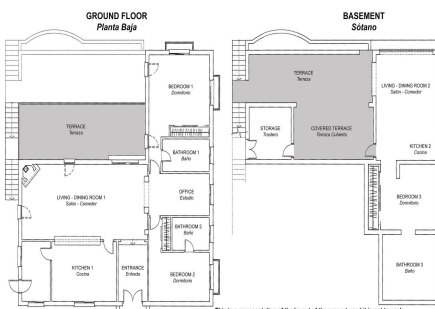 GROUND FLOOR
Planta Baja
BEDROOM 1
Dormitorio
TERRACE
Terraza
BATHROOM 1
Baño
OFFICE
Estudio
LIVING - DINING ROOM 1
Salon - Comedor
BATHROOM 2
Baño
KITCHEN 1
Cocina
ENTRANCE
Entrada
BEDROOM 2
Dormitorio
BASEMENT
Sótano
TERRACE
Terraza
LIVING - DINING ROOM 2
Salon - Comedor
STORAGE
Trastero
COVERED TERRACE
Terraza Cubierta
KITCHEN 2
Cocina
BEDROOM 3
Dormitorio
BATHROOM 3
Baño